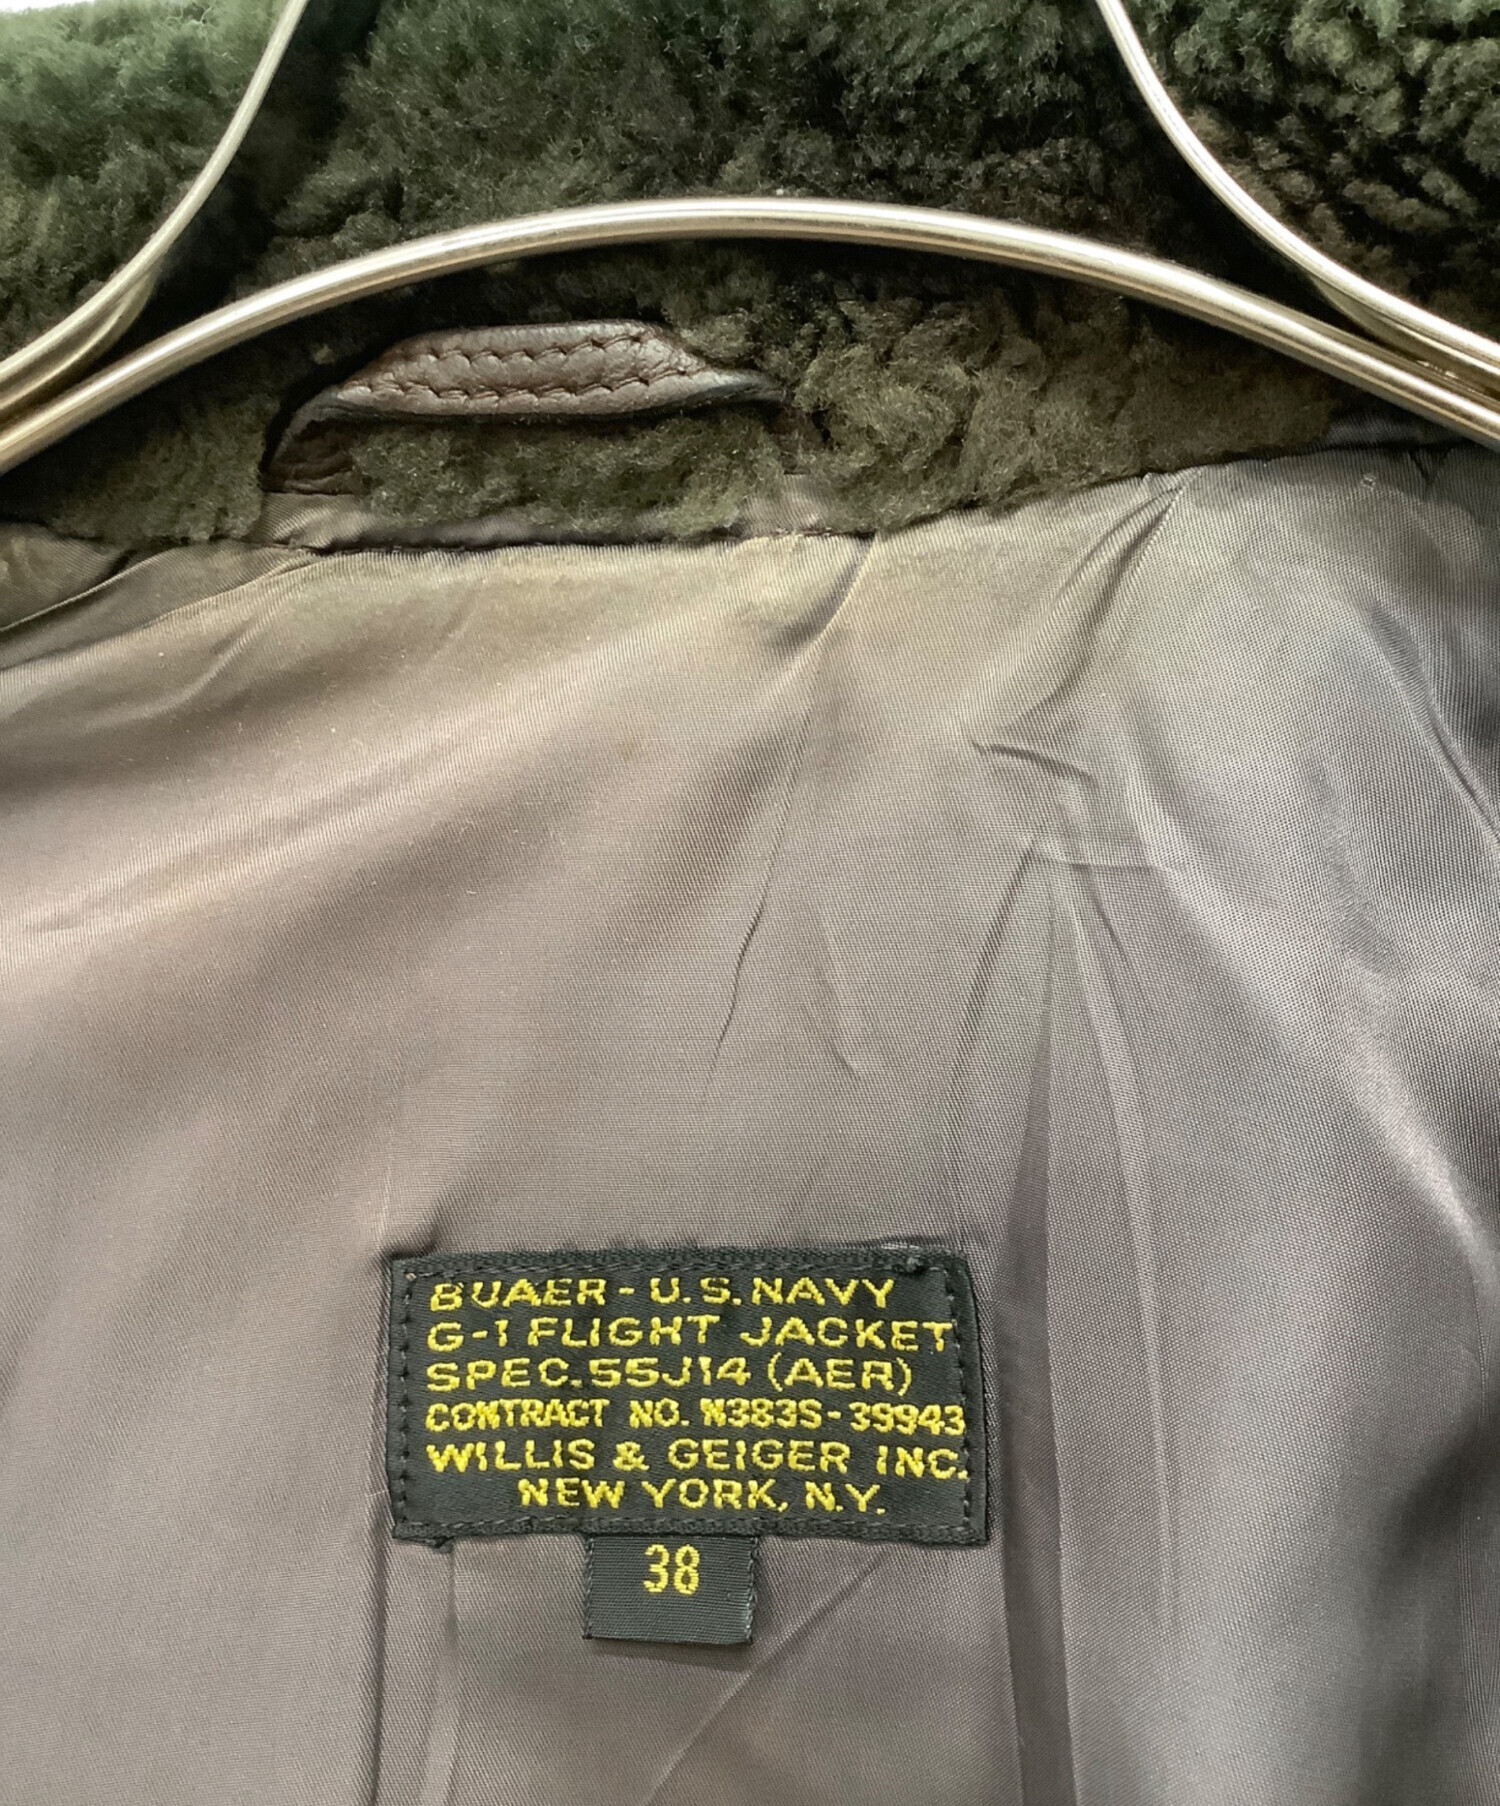 BUAER - U.S. NAVY
G-1 FLIGHT JACKET
SPEC. 55J14 (AER)
CONTRACT NO. N383S-39943
WILLIS & GEIGER INC.
NEW YORK, N.Y.
38